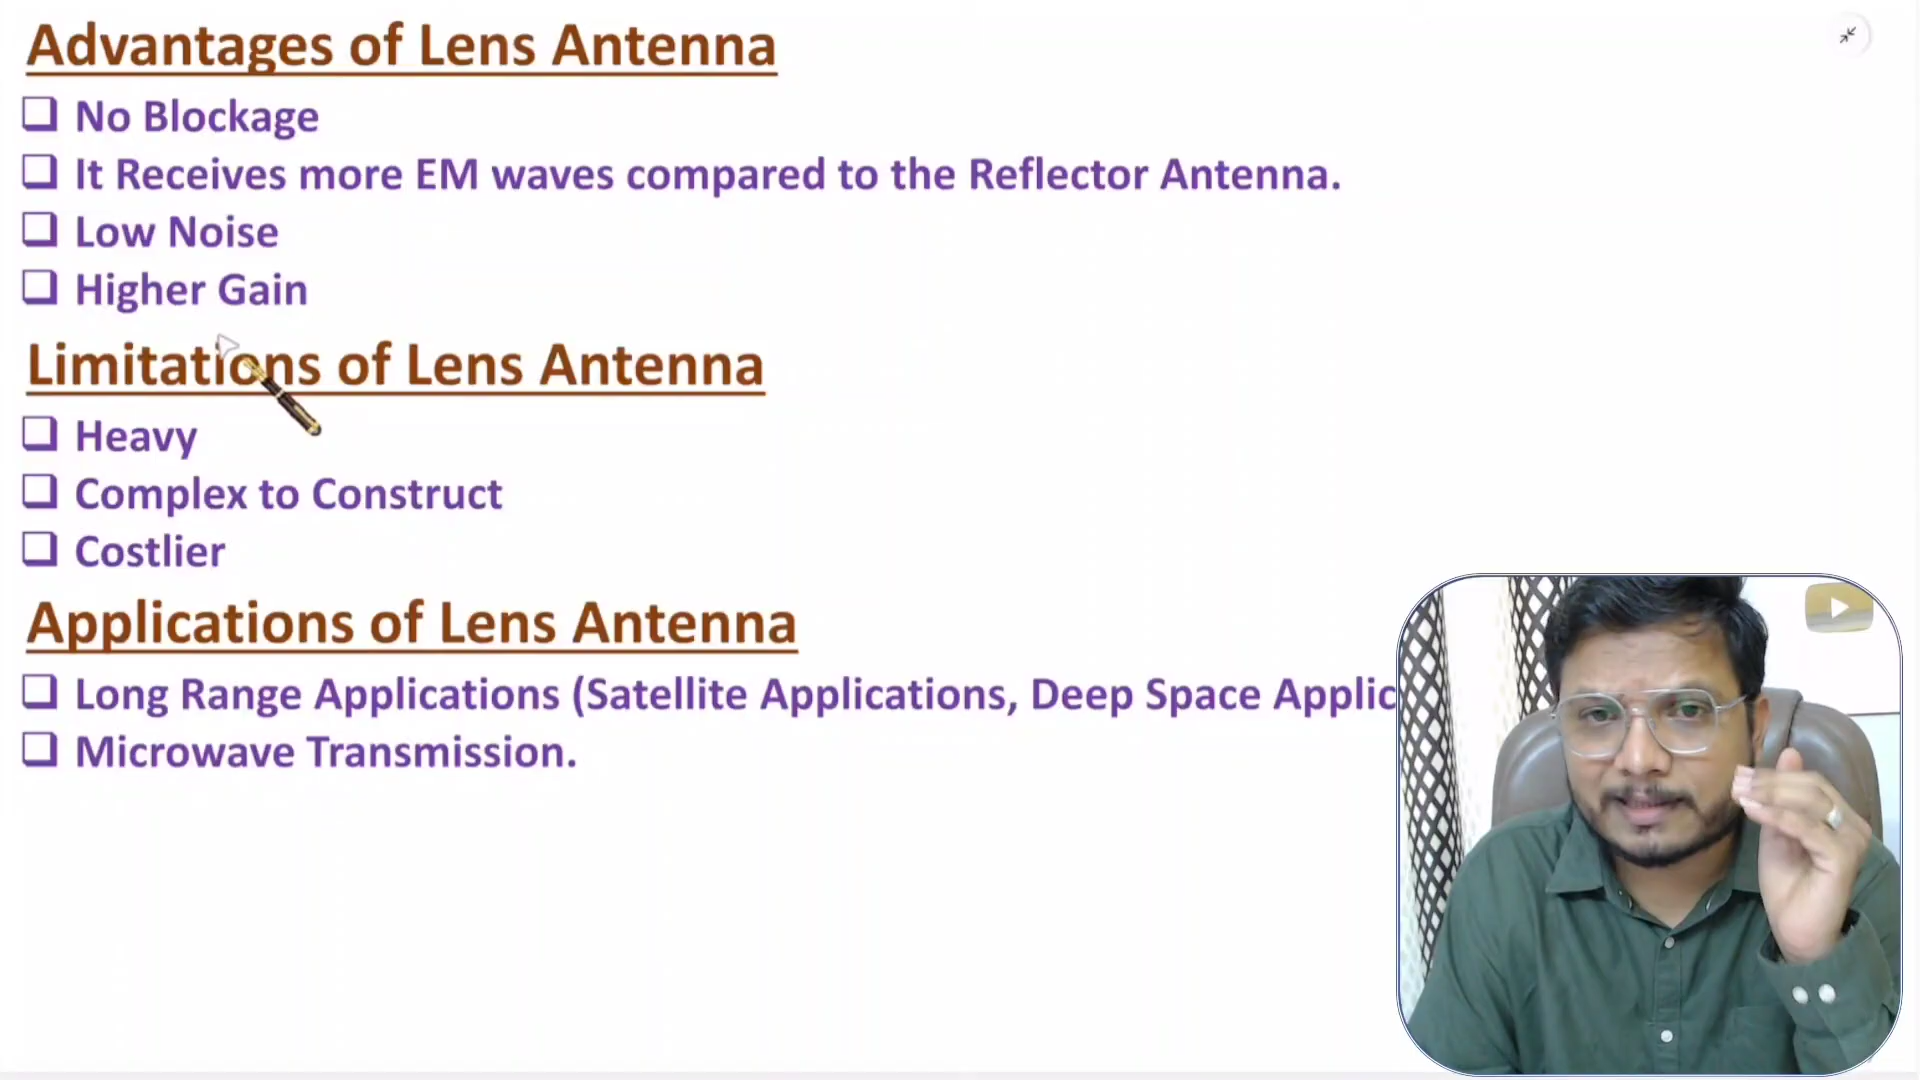 Advantages of Lens Antenna
No Blockage
It Receives more EM waves compared to the Reflector Antenna.
Low Noise
Higher Gain
Limitations of Lens Antenna
Heavy
Complex to Construct
Costlier
Applications of Lens Antenna
Long Range Applications (Satellite Applications, Deep Space Applic
Microwave Transmission.